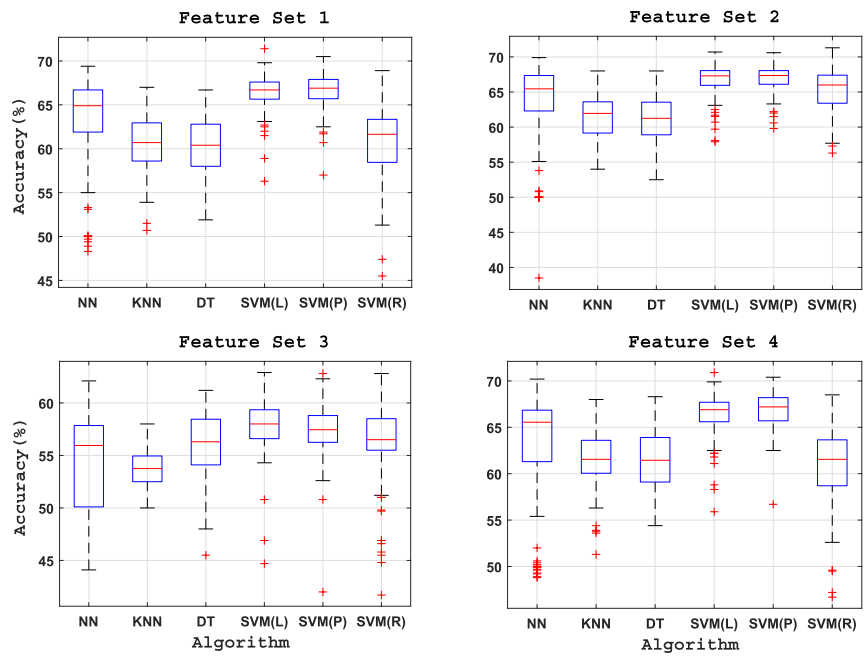 Feature Set 1
Accuracy(%)
70
65
60
55
50
45
NN KNN DT SVM(L) SVM(P) SVM(R)
Feature Set 2
70
65
60
55
50
45
40
NN KNN DT SVM(L) SVM(P) SVM(R)
Feature Set 3
Accuracy(%)
60
55
50
45
NN KNN DT SVM(L) SVM(P) SVM(R)
Algorithm
Feature Set 4
70
65
60
55
50
NN KNN DT SVM(L) SVM(P) SVM(R)
Algorithm